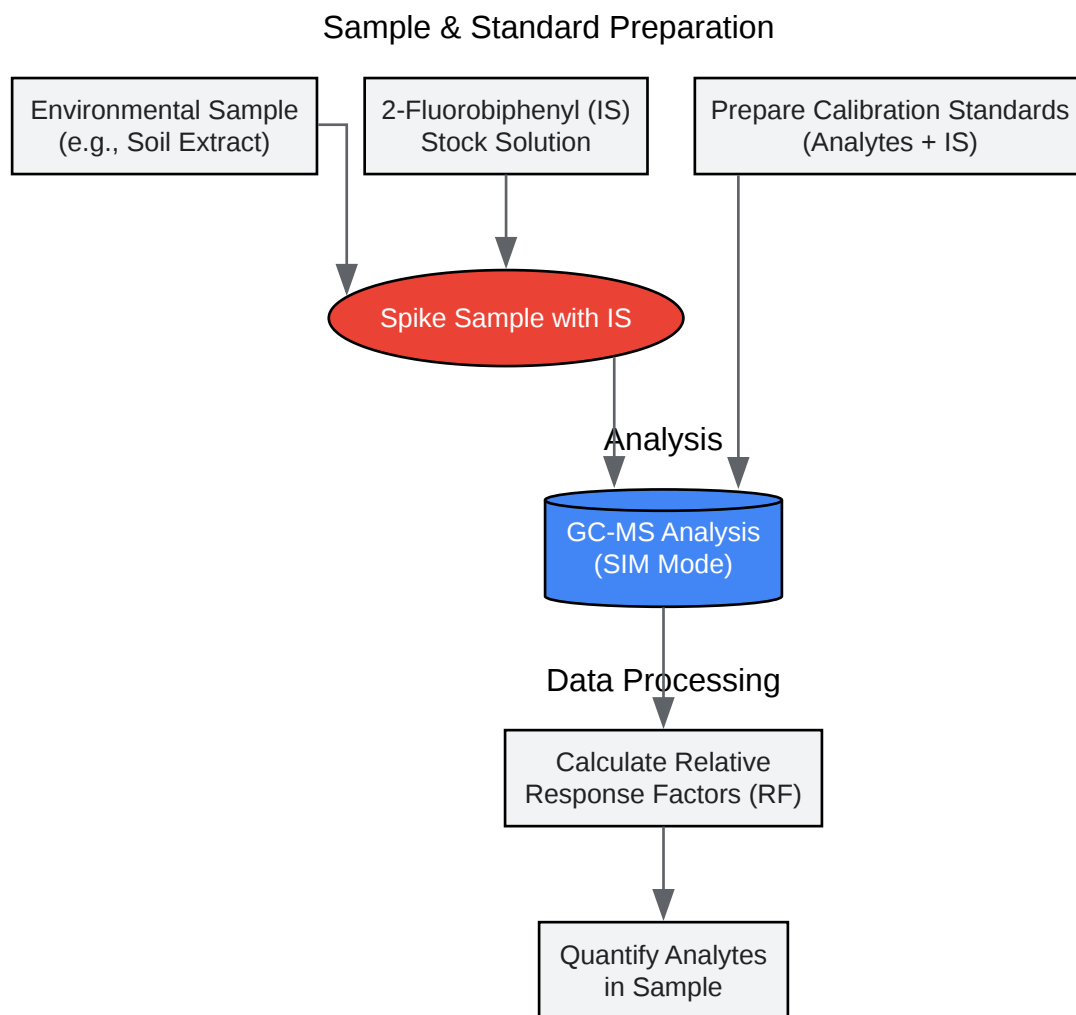 Sample & Standard Preparation
Environmental Sample
(e.g., Soil Extract)
2-Fluorobiphenyl (IS)
Stock Solution
Prepare Calibration Standards
(Analytes + IS)
Spike Sample with IS
Analysis
GC-MS Analysis
(SIM Mode)
Data Processing
Calculate Relative
Response Factors (RF)
Quantify Analytes
in Sample